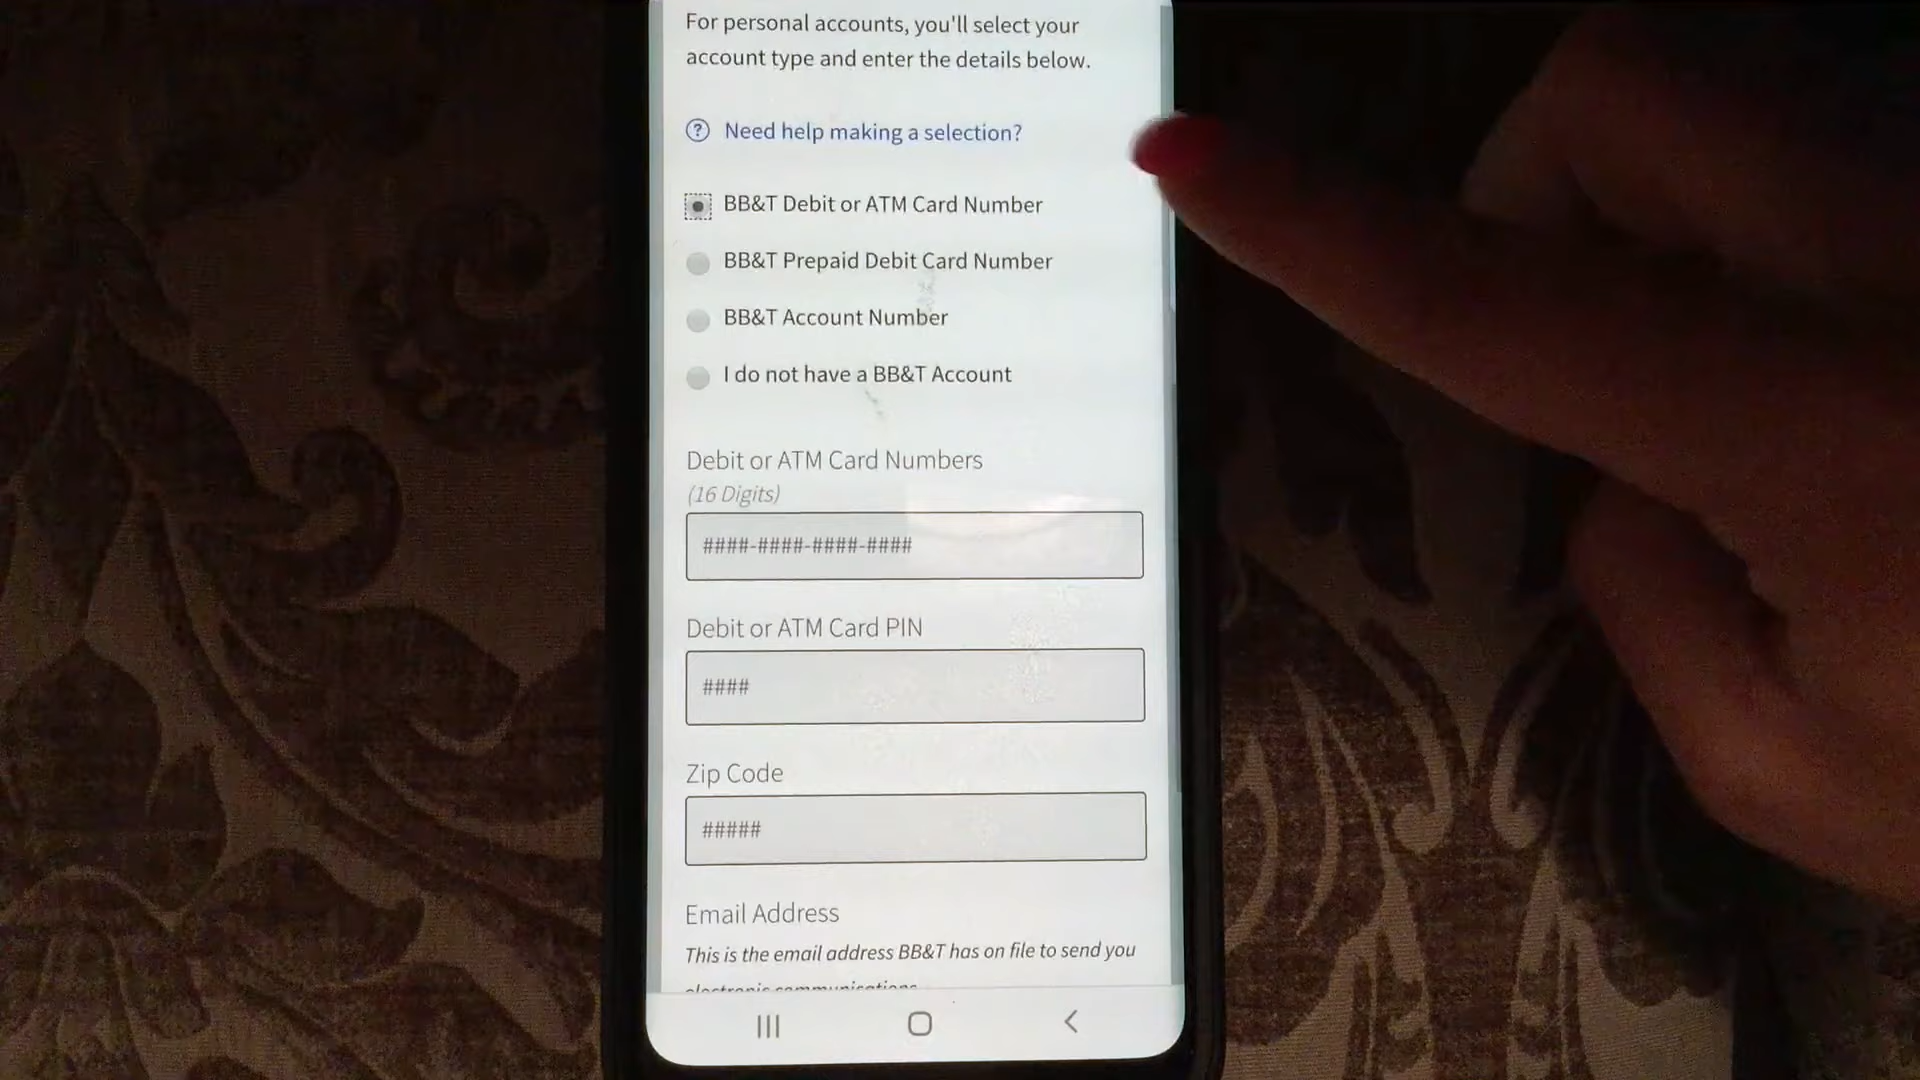 For personal accounts, you'll select your
account type and enter the details below.
? Need help making a selection?
BB&T Debit or ATM Card Number
BB&T Prepaid Debit Card Number
BB&T Account Number
I do not have a BB&T Account
Debit or ATM Card Numbers
(16 Digits)
####-####-####-####
Debit or ATM Card PIN
####
Zip Code
#####
Email Address
This is the email address BB&T has on file to send you
electronic communications